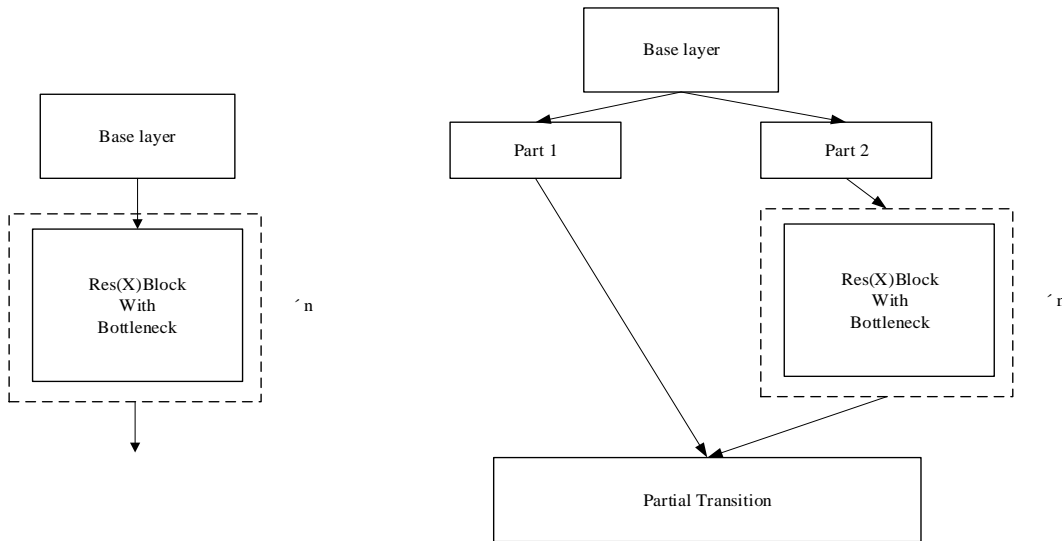 Base layer
Res(X)Block
With
Bottleneck
´ n
Base layer
Part 1
Part 2
Res(X)Block
With
Bottleneck
´ n
Partial Transition